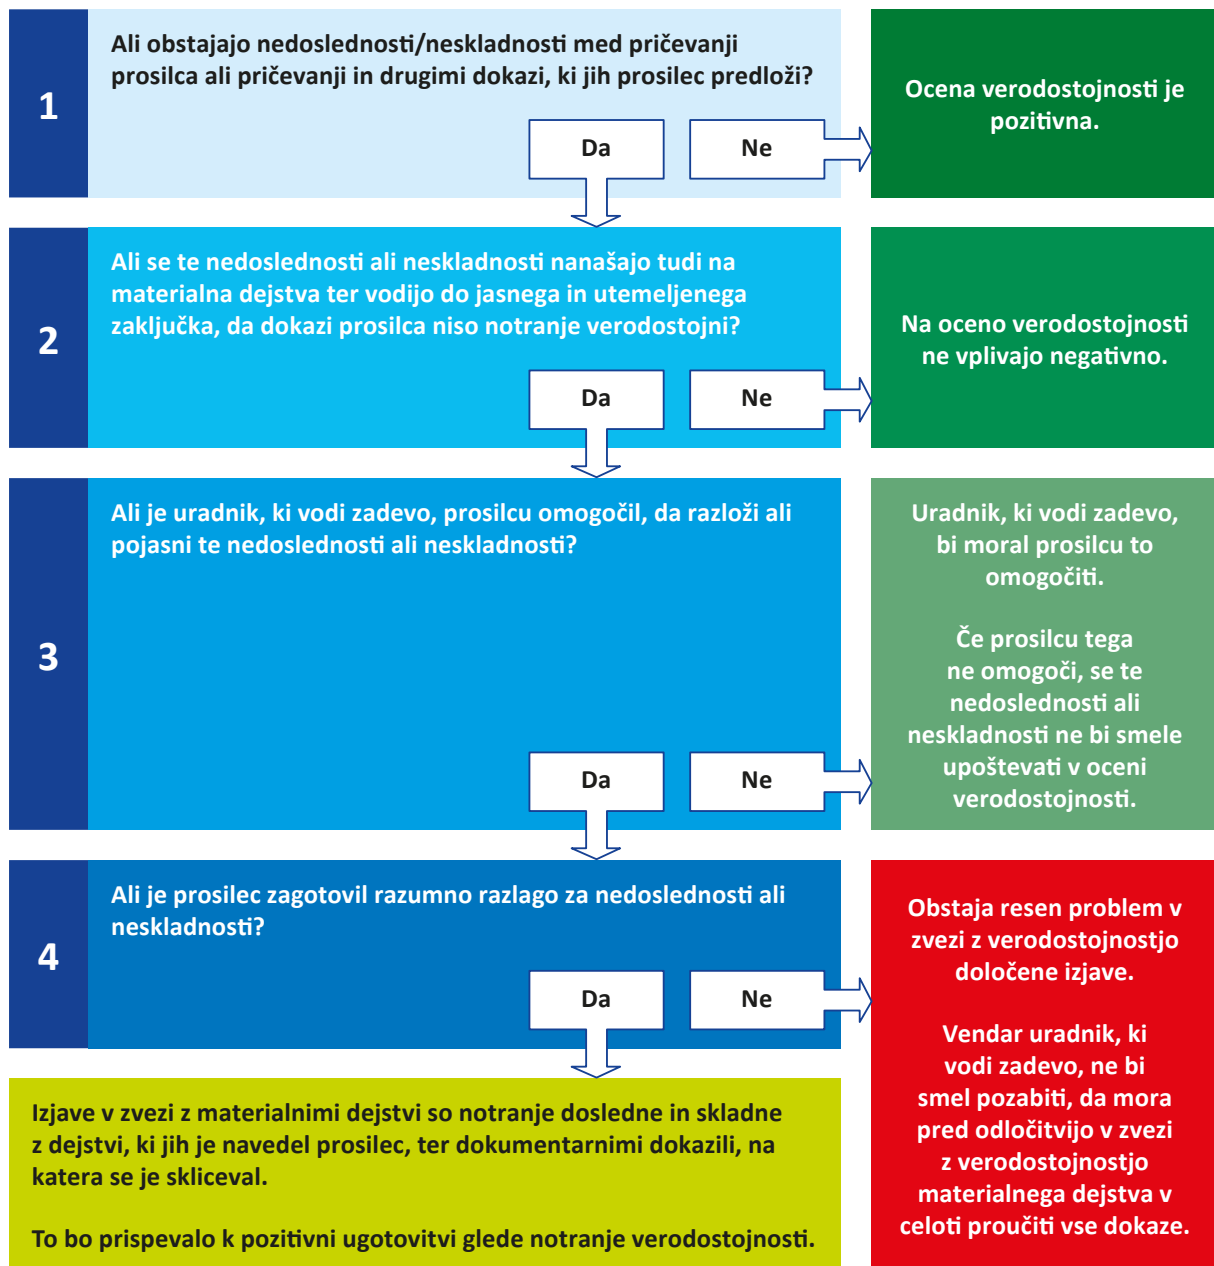 1
Ali obstajajo nedoslednosti/neskladnosti med pričevanji
prosilca ali pričevanji in drugimi dokazi, ki jih prosilec predloži?
Da
Ne
Ocena verodostojnosti je
pozitivna.
2
Ali se te nedoslednosti ali neskladnosti nanašajo tudi na
materialna dejstva ter vodijo do jasnega in utemeljenega
zaključka, da dokazi prosilca niso notranje verodostojni?
Da
Ne
Na oceno verodostojnosti
ne vplivajo negativno.
3
Ali je uradnik, ki vodi zadevo, prosilcu omogočil, da razloži ali
pojasni te nedoslednosti ali neskladnosti?
Da
Ne
Uradnik, ki vodi zadevo,
bi moral prosilcu to
omogočiti.
Če prosilcu tega
ne omogoči, se te
nedoslednosti ali
neskladnosti ne bi smele
upoštevati v oceni
verodostojnosti.
4
Ali je prosilec zagotovil razumno razlago za nedoslednosti ali
neskladnosti?
Da
Ne
Obstaja resen problem v
zvezi z verodostojnostjo
določene izjave.
Vendar uradnik, ki
vodi zadevo, ne bi
smel pozabiti, da mora
pred odločitvijo v zvezi
z verodostojnostjo
materialnega dejstva v
celoti proučiti vse dokaze.
Izjave v zvezi z materialnimi dejstvi so notranje dosledne in skladne
z dejstvi, ki jih je navedel prosilec, ter dokumentarnimi dokazili, na
katera se je skliceval.
To bo prispevalo k pozitivni ugotovitvi glede notranje verodostojnosti.